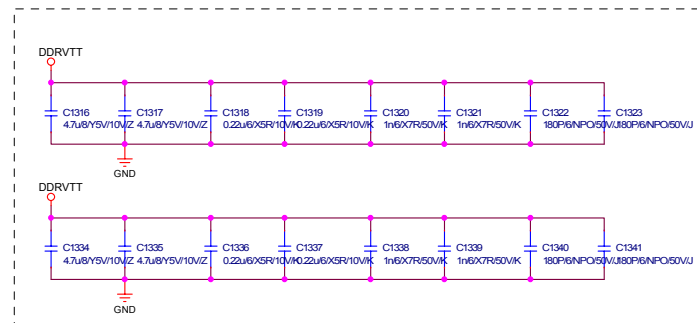 DDRVTT
C1316 C1317 C1318 C1319 C1320 C1321 C1322 C1323
4.7u/8/Y5V/10V/Z 4.7u/8/Y5V/10V/Z 0.22u/6/X5R/10V/K 0.22u/6/X5R/10V/K 1n/6/X7R/50V/K 1n/6/X7R/50V/K 180P/6/NPO/50V/J 180P/6/NPO/50V/J
GND
DDRVTT
C1334 C1335 C1336 C1337 C1338 C1339 C1340 C1341
4.7u/8/Y5V/10V/Z 4.7u/8/Y5V/10V/Z 0.22u/6/X5R/10V/K 0.22u/6/X5R/10V/K 1n/6/X7R/50V/K 1n/6/X7R/50V/K 180P/6/NPO/50V/J 180P/6/NPO/50V/J
GND